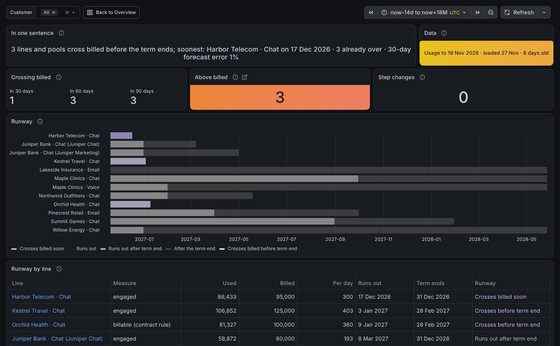 Customer All × Back to Overview now-14d to now+18M UTC Refresh
In one sentence
3 lines and pools cross billed before the term ends; soonest: Harbor Telecom · Chat on 17 Dec 2026 · 3 already over · 30-day
forecast error 1%
Data
Usage to 19 Nov 2026 · loaded 27 Nov · 8 days old
Crossing billed
In 30 days In 60 days In 90 days
1 3 3
Above billed
3
Step changes
0
Runway
Harbor Telecom · Chat
Juniper Bank · Chat (Juniper Chat)
Juniper Bank · Chat (Juniper Marketing)
Kestrel Travel · Chat
Lakeside Insurance · Email
Maple Clinics · Chat
Maple Clinics · Voice
Northwind Outfitters · Chat
Orchid Health · Chat
Pinecrest Retail · Email
Summit Games · Chat
Willow Energy · Chat
2027-01 2027-03 2027-05 2027-07 2027-09 2027-11 2028-01 2028-03 2028-05
Crosses billed soon Runs out Runs out after term end After the term end Crosses billed before term end
Runway by line
Line Measure Used Billed Per day Runs out Term ends Runway
Harbor Telecom · Chat engaged 86,433 95,000 300 17 Dec 2026 31 Dec 2026 Crosses billed soon
Kestrel Travel · Chat engaged 106,852 125,000 403 3 Jan 2027 28 Feb 2027 Crosses before term end
Orchid Health · Chat billable (contract rule) 81,327 100,000 360 9 Jan 2027 28 Feb 2027 Crosses before term end
Juniper Bank · Chat (Juniper Chat) engaged 58,872 80,000 193 8 Mar 2027 31 Dec 2026 Runs out after term end